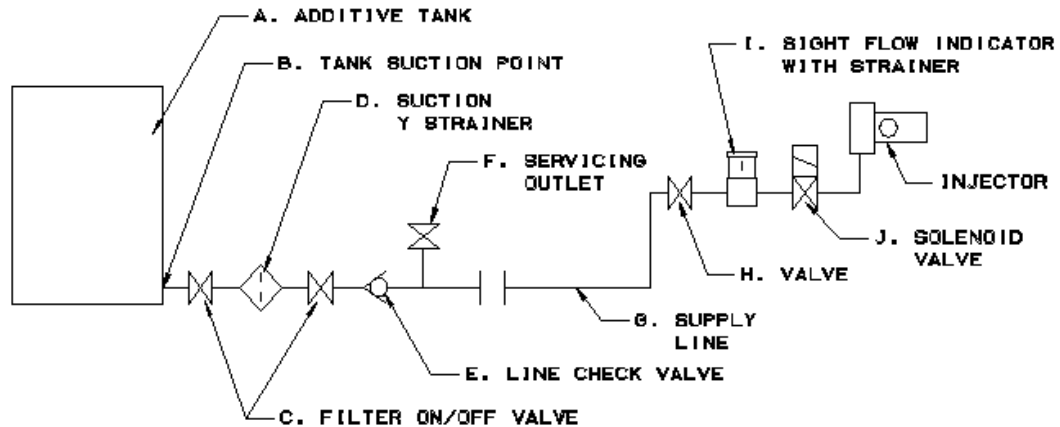 A. ADDITIVE TANK
B. TANK SUCTION POINT
D. SUCTION
Y STRAINER
F. SERVICING
OUTLET
I. SIGHT FLOW INDICATOR
WITH STRAINER
INJECTOR
J. SOLENOID
VALVE
H. VALVE
G. SUPPLY
LINE
E. LINE CHECK VALVE
C. FILTER ON/OFF VALVE